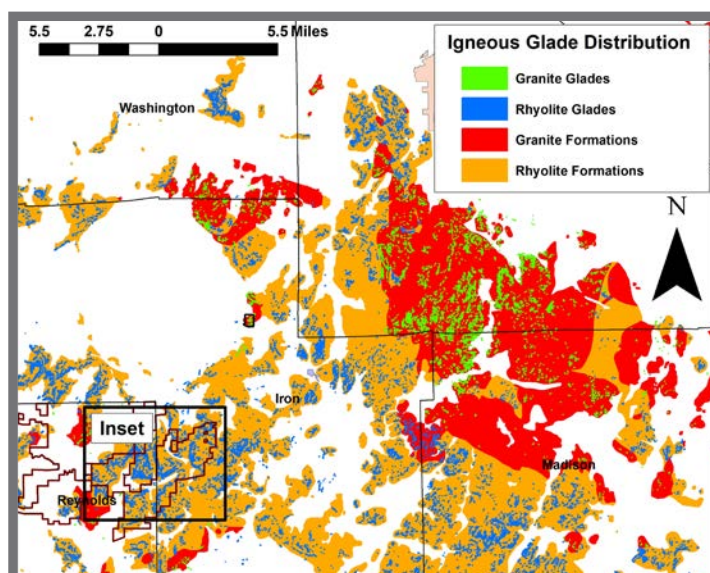 5.5 2.75 0 5.5 Miles
Igneous Glade Distribution
Granite Glades
Rhyolite Glades
Granite Formations
Rhyolite Formations
Washington
N
Iron
Inset
Madison
Reynolds